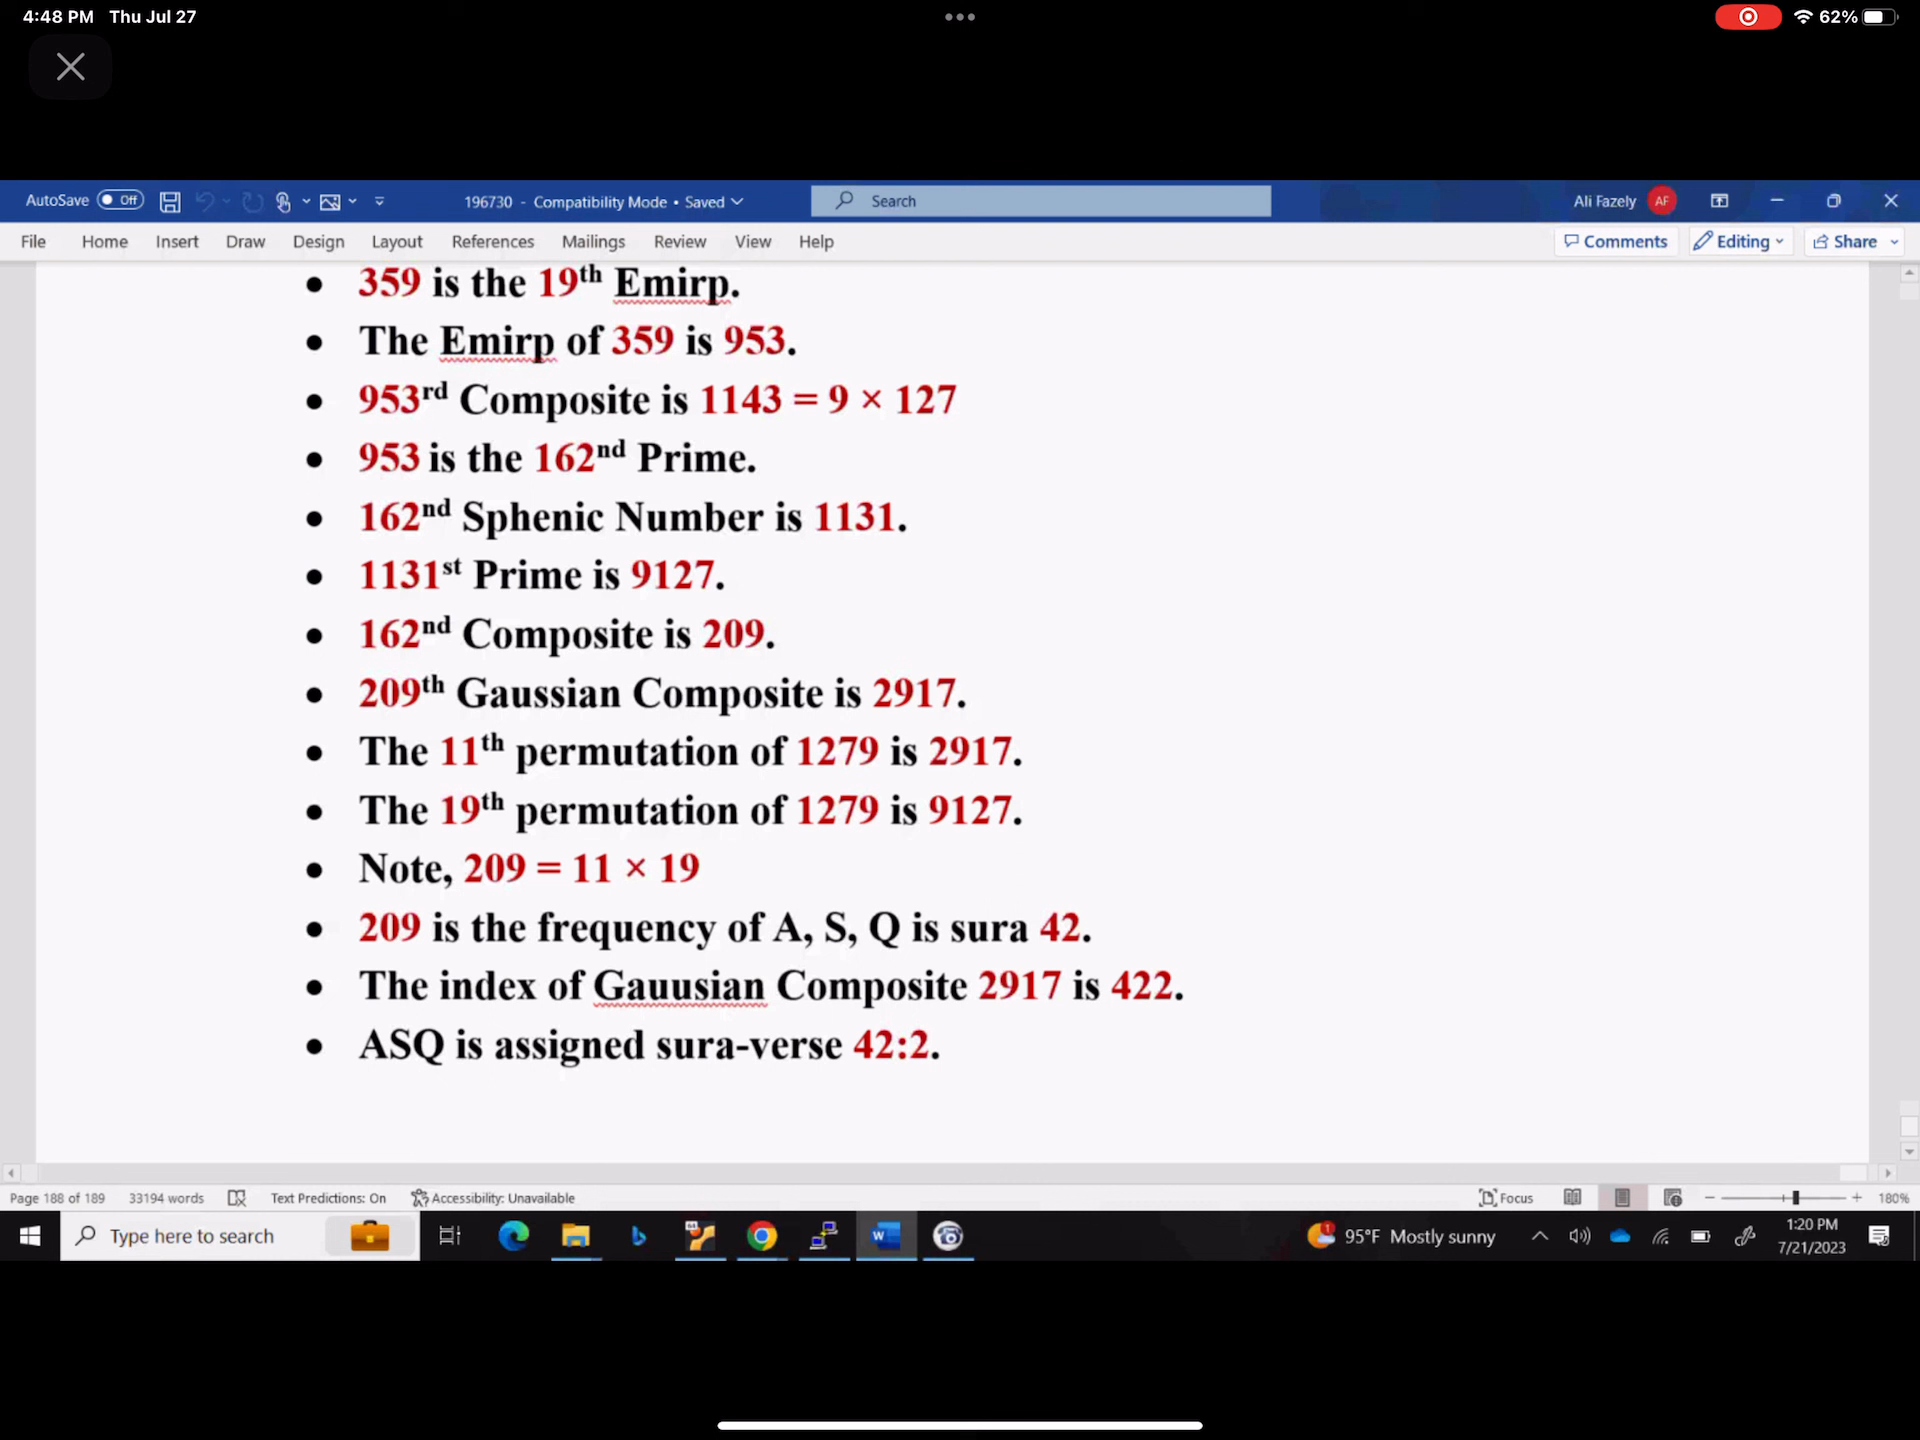 4:48 PM Thu Jul 27
62%
AutoSave Off 196730 - Compatibility Mode • Saved Search Ali Fazely AF
File Home Insert Draw Design Layout References Mailings Review View Help Comments Editing Share
• 359 is the 19th Emirp.
• The Emirp of 359 is 953.
• 953rd Composite is 1143 = 9 × 127
• 953 is the 162nd Prime.
• 162nd Sphenic Number is 1131.
• 1131st Prime is 9127.
• 162nd Composite is 209.
• 209th Gaussian Composite is 2917.
• The 11th permutation of 1279 is 2917.
• The 19th permutation of 1279 is 9127.
• Note, 209 = 11 × 19
• 209 is the frequency of A, S, Q is sura 42.
• The index of Gauusian Composite 2917 is 422.
• ASQ is assigned sura-verse 42:2.
Page 188 of 189 33194 words Text Predictions: On Accessibility: Unavailable Focus 180%
Type here to search 95°F Mostly sunny 1:20 PM
7/21/2023